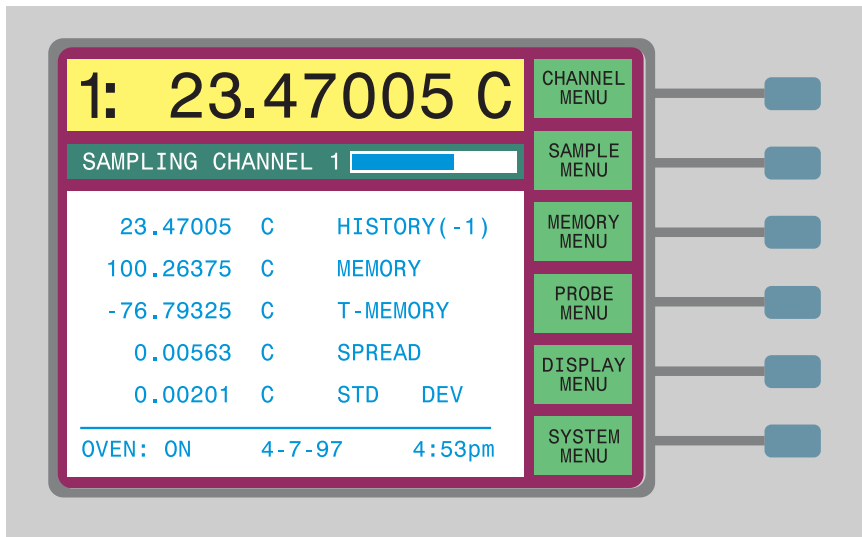 1: 23.47005 C
SAMPLING CHANNEL 1
23.47005 C HISTORY(-1)
100.26375 C MEMORY
-76.79325 C T-MEMORY
0.00563 C SPREAD
0.00201 C STD DEV
OVEN: ON 4-7-97 4:53pm
CHANNEL
MENU
SAMPLE
MENU
MEMORY
MENU
PROBE
MENU
DISPLAY
MENU
SYSTEM
MENU